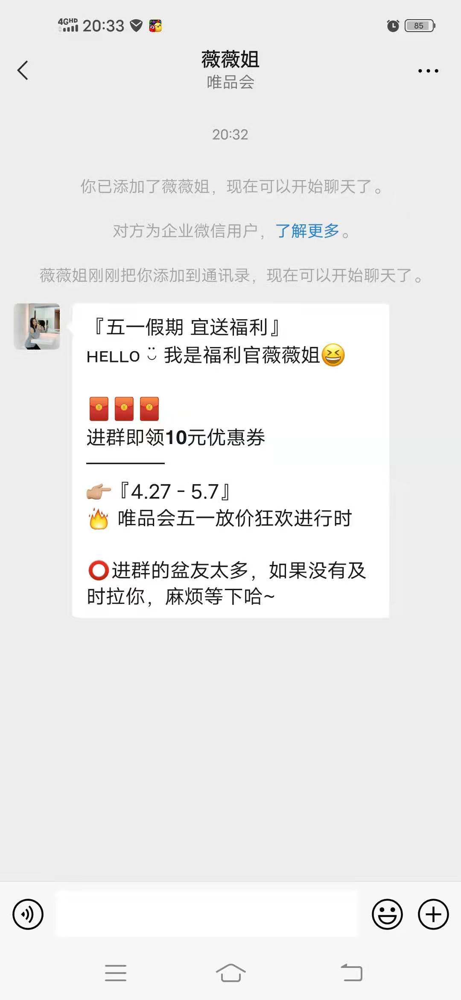 4GHD 20:33 85
薇薇姐
唯品会
20:32
你已添加了薇薇姐，现在可以开始聊天了。
对方为企业微信用户，了解更多。
薇薇姐刚刚把你添加到通讯录，现在可以开始聊天了。
『五一假期 宜送福利』
HELLO 我是福利官薇薇姐😆
🧧🧧🧧
进群即领10元优惠券
————
👉🏼『4.27 - 5.7』
🔥 唯品会五一放价狂欢进行时
⭕进群的盆友太多，如果没有及
时拉你，麻烦等下哈~